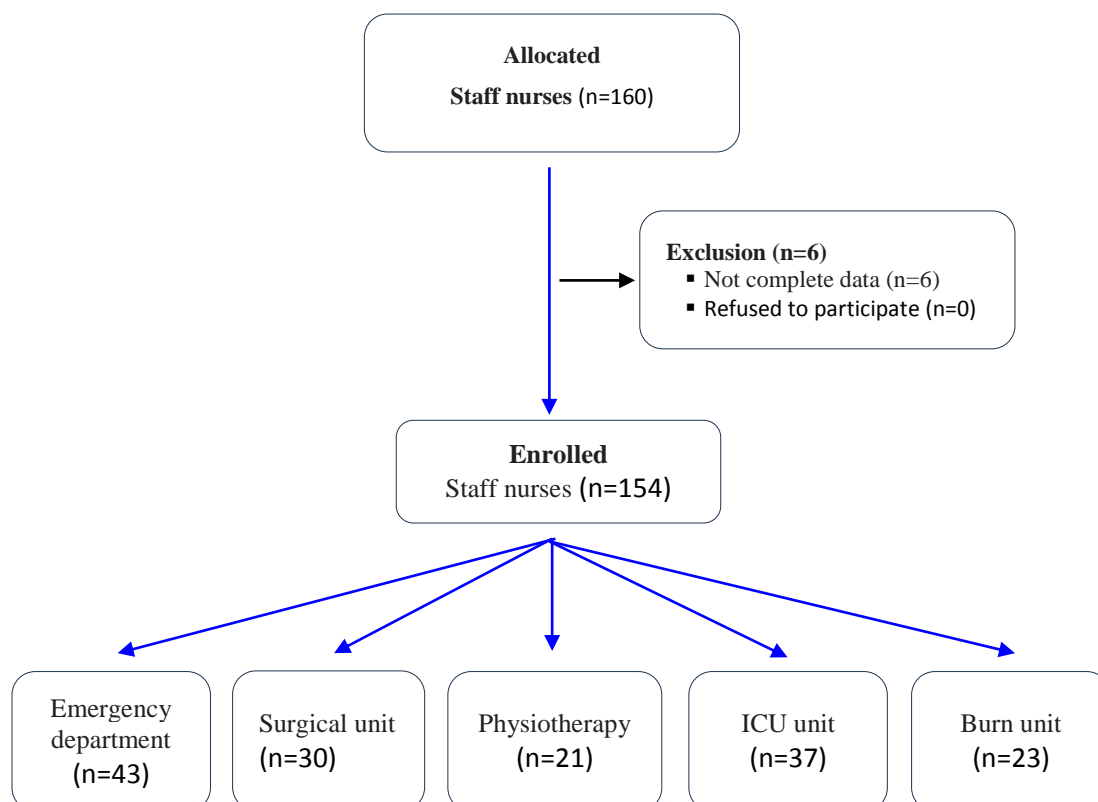 Allocated
Staff nurses (n=160)
Exclusion (n=6)
▪ Not complete data (n=6)
▪ Refused to participate (n=0)
Enrolled
Staff nurses (n=154)
Emergency
department
(n=43)
Surgical unit
(n=30)
Physiotherapy
(n=21)
ICU unit
(n=37)
Burn unit
(n=23)